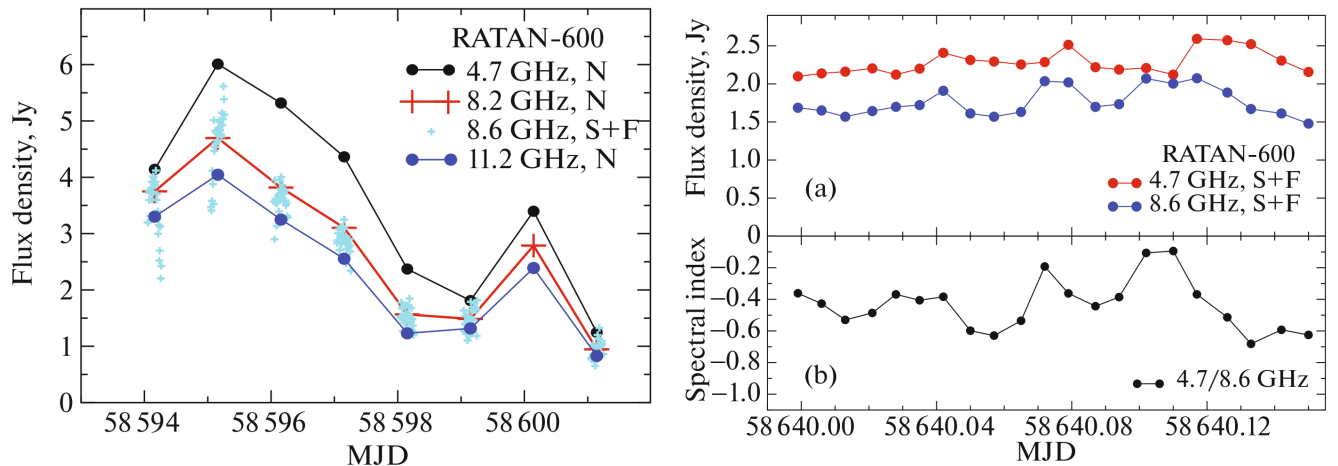 RATAN-600
4.7 GHz, N
8.2 GHz, N
8.6 GHz, S+F
11.2 GHz, N
Flux density, Jy
6
5
4
3
2
1
0
58 594
58 596
58 598
58 600
MJD
Flux density, Jy
2.5
2.0
1.5
1.0
0.5
0
(a)
RATAN-600
4.7 GHz, S+F
8.6 GHz, S+F
Spectral index
−0.2
−0.4
−0.6
−0.8
−1.0
(b)
4.7/8.6 GHz
58 640.00
58 640.04
58 640.08
58 640.12
MJD